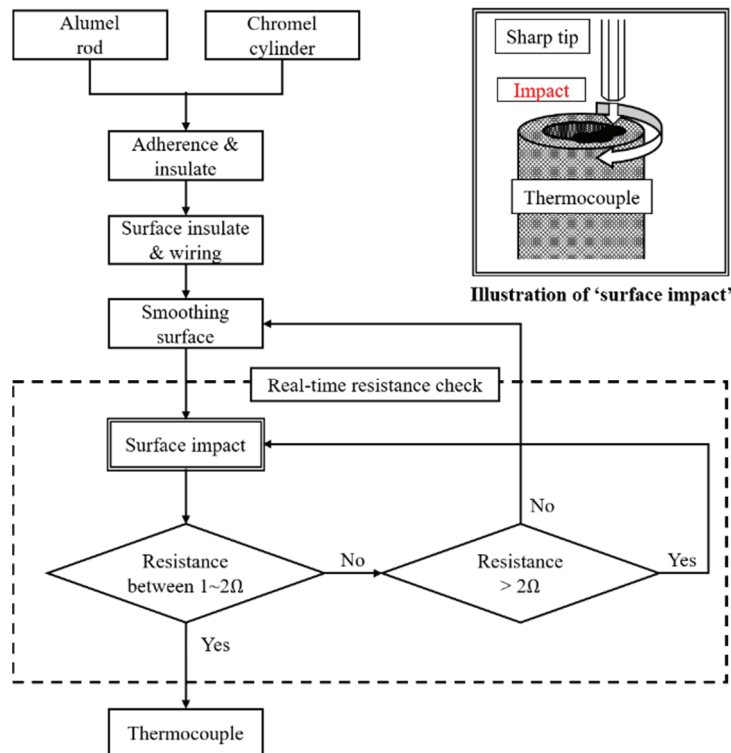 Alumel
rod
Chromel
cylinder
Adherence &
insulate
Surface insulate
& wiring
Smoothing
surface
Real-time resistance check
Surface impact
Resistance
between 1~2Ω
No
Resistance
> 2Ω
No
Yes
Yes
Thermocouple
Sharp tip
Impact
Thermocouple
Illustration of ‘surface impact’